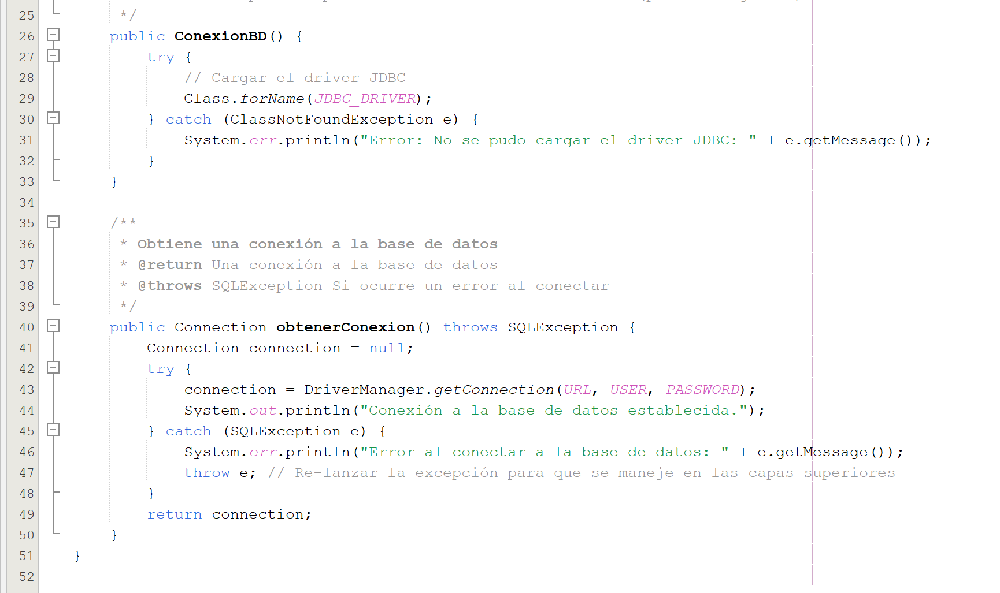 25 */
26 public ConexionBD() {
27 try {
28 // Cargar el driver JDBC
29 Class.forName(JDBC_DRIVER);
30 } catch (ClassNotFoundException e) {
31 System.err.println("Error: No se pudo cargar el driver JDBC: " + e.getMessage());
32 }
33 }
34
35 /**
36 * Obtiene una conexión a la base de datos
37 * @return Una conexión a la base de datos
38 * @throws SQLException Si ocurre un error al conectar
39 */
40 public Connection obtenerConexion() throws SQLException {
41 Connection connection = null;
42 try {
43 connection = DriverManager.getConnection(URL, USER, PASSWORD);
44 System.out.println("Conexión a la base de datos establecida.");
45 } catch (SQLException e) {
46 System.err.println("Error al conectar a la base de datos: " + e.getMessage());
47 throw e; // Re-lanzar la excepción para que se maneje en las capas superiores
48 }
49 return connection;
50 }
51 }
52